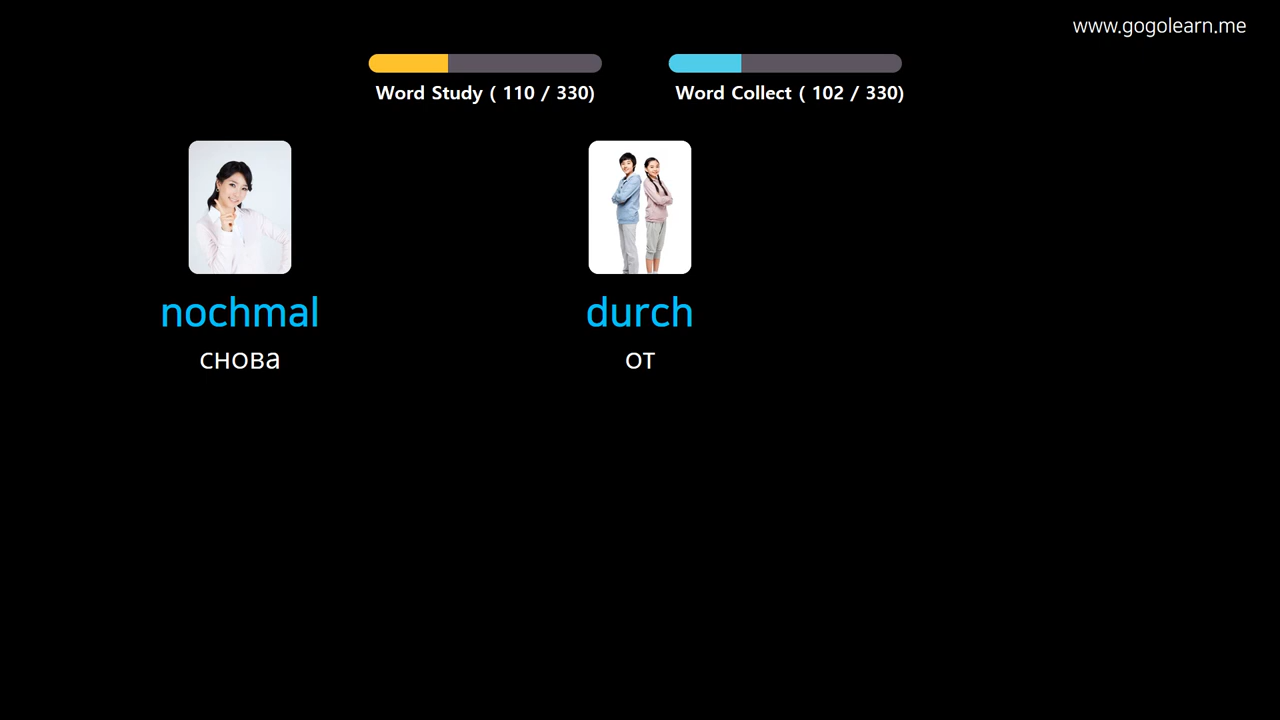 www.gogolearn.me
Word Study ( 110 / 330)
Word Collect ( 102 / 330)
nochmal
снова
durch
от